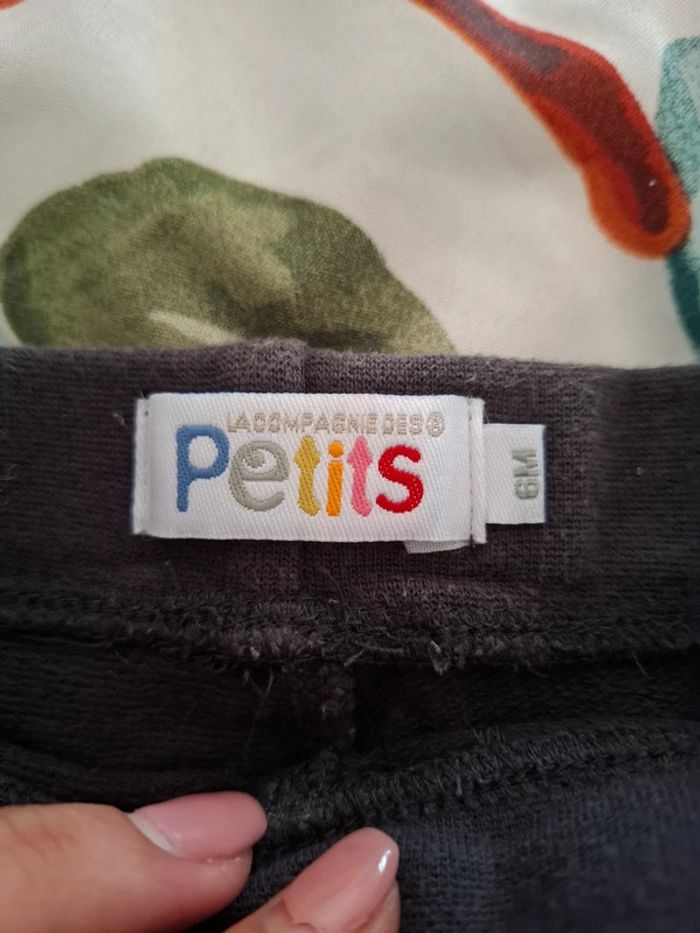 LA COMPAGNIE DES®
Petits
6M